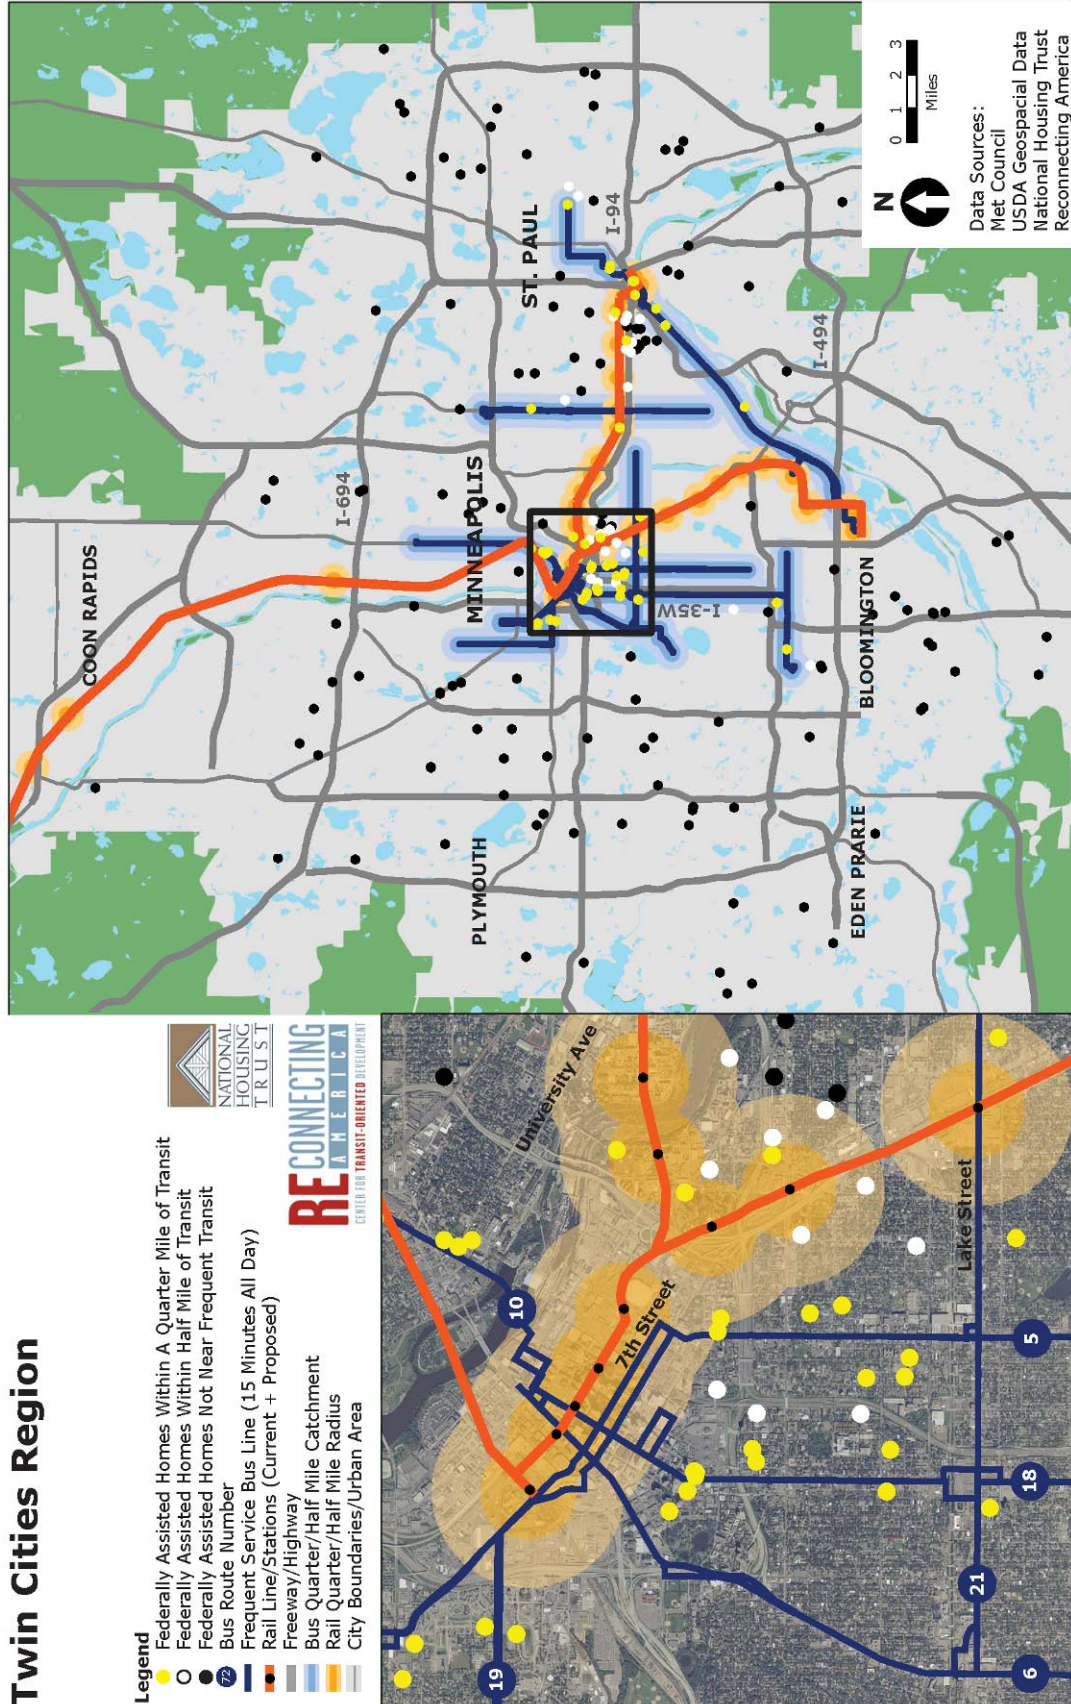 Twin Cities Region
Legend
Federally Assisted Homes Within A Quarter Mile of Transit
Federally Assisted Homes Within Half Mile of Transit
Federally Assisted Homes Not Near Frequent Transit
72 Bus Route Number
Frequent Service Bus Line (15 Minutes All Day)
Rail Line/Stations (Current + Proposed)
Freeway/Highway
Bus Quarter/Half Mile Catchment
Rail Quarter/Half Mile Radius
City Boundaries/Urban Area
NATIONAL
HOUSING
TRUST
RECONNECTING
AMERICA
CENTER FOR TRANSIT-ORIENTED DEVELOPMENT
University Ave
10
7th Street
19
Lake Street
21
6
18
5
COON RAPIDS
I-694
MINNEAPOLIS
ST. PAUL
I-94
PLYMOUTH
I-35W
I-494
EDEN PRARIE
BLOOMINGTON
N
0 1 2 3
Miles
Data Sources:
Met Council
USDA Geospacial Data
National Housing Trust
Reconnecting America